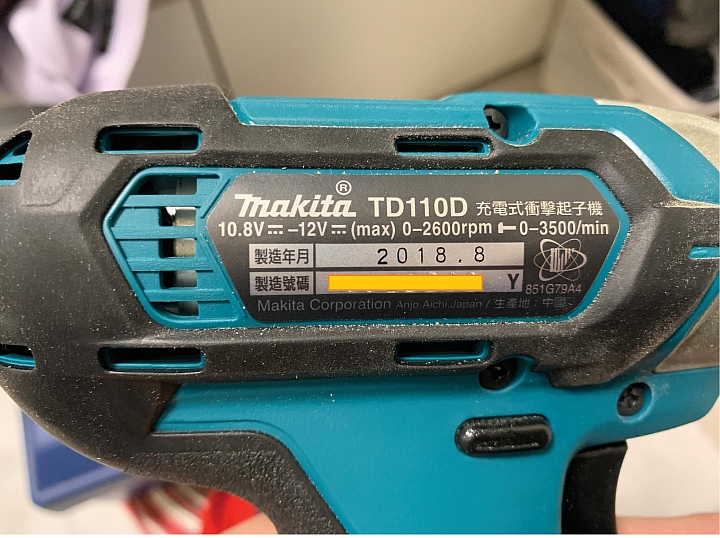 makita® TD110D 充電式衝擊起子機
10.8V⎓ –12V⎓ (max) 0–2600rpm 0–3500/min
製造年月 2018.8
製造號碼 Y
851G79A4
Makita Corporation Anjo,Aichi,Japan / 生產地：中國